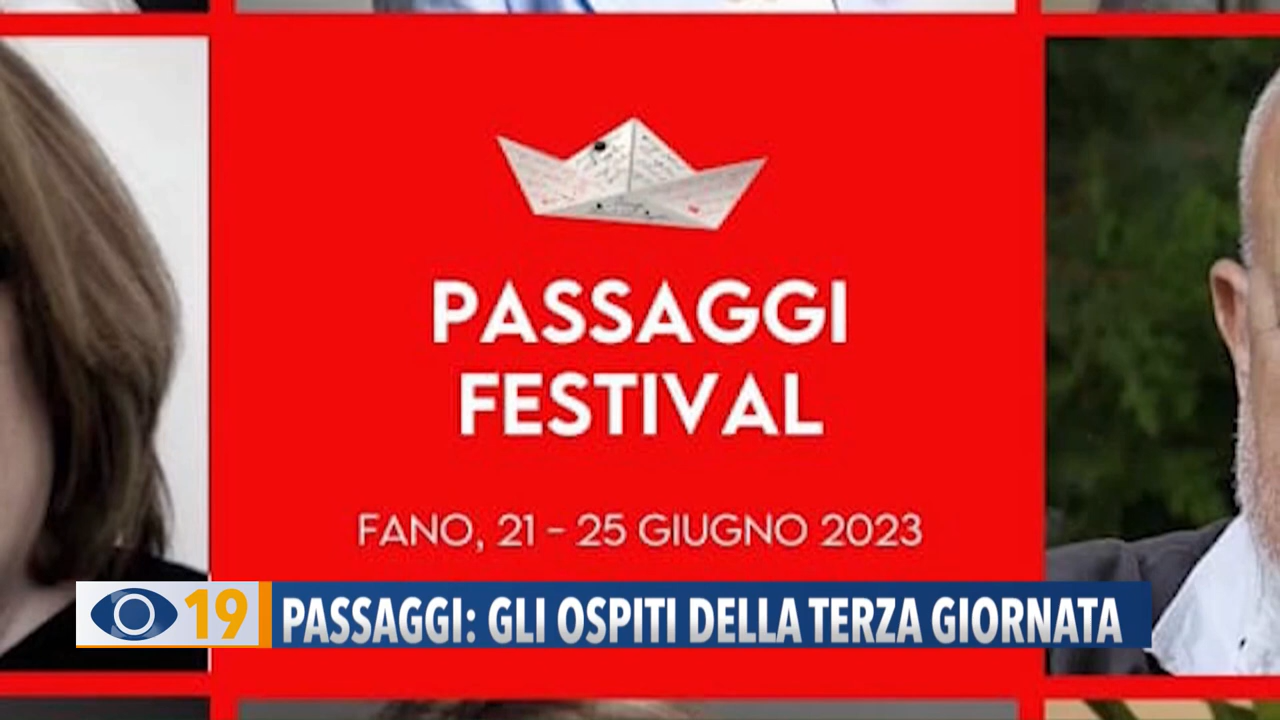 PASSAGGI
FESTIVAL
FANO, 21 - 25 GIUGNO 2023
19 PASSAGGI: GLI OSPITI DELLA TERZA GIORNATA